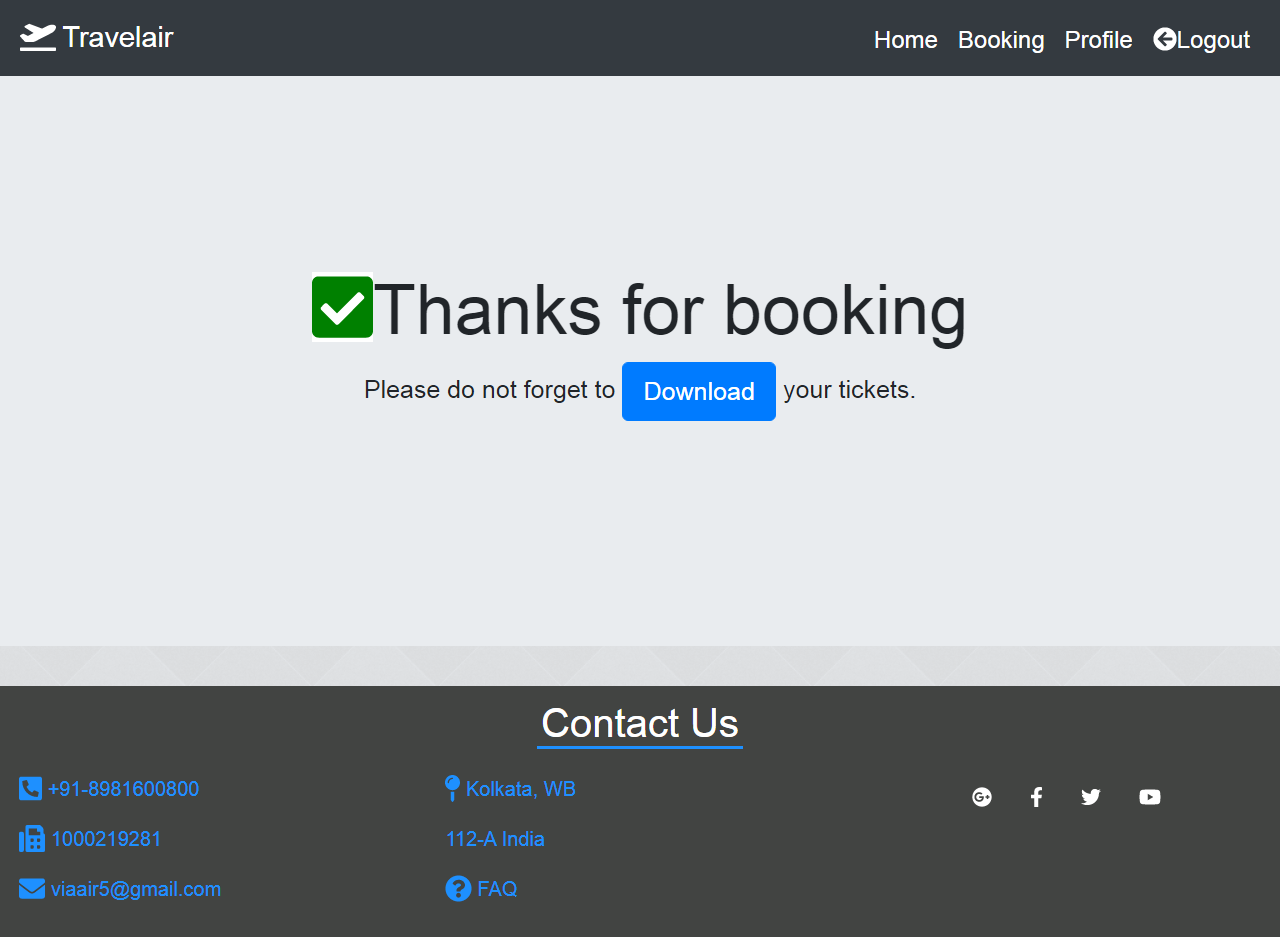 Travelair
Home Booking Profile Logout
Thanks for booking
Please do not forget to Download your tickets.
Contact Us
+91-8981600800
1000219281
viaair5@gmail.com
Kolkata, WB
112-A India
FAQ